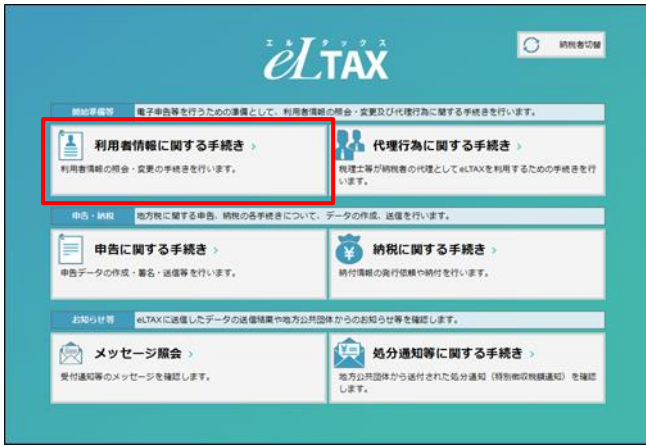 エルタックス
eLTAX
納税者切替
開始準備等
電子申告等を行うための準備として、利用者情報の照会・変更及び代理行為に関する手続きを行います。
利用者情報に関する手続き
利用者情報の照会・変更の手続きを行います。
代理行為に関する手続き
税理士等が納税者の代理としてeLTAXを利用するための手続きを行
います。
申告・納税
地方税に関する申告、納税の各手続きについて、データの作成、送信を行います。
申告に関する手続き
申告データの作成・署名・送信等を行います。
納税に関する手続き
納付情報の発行依頼や納付を行います。
お知らせ等
eLTAXに送信したデータの送信結果や地方公共団体からのお知らせ等を確認します。
メッセージ照会
受付通知等のメッセージを確認します。
処分通知等に関する手続き
地方公共団体から送付された処分通知（特別徴収税額通知）を確認
します。